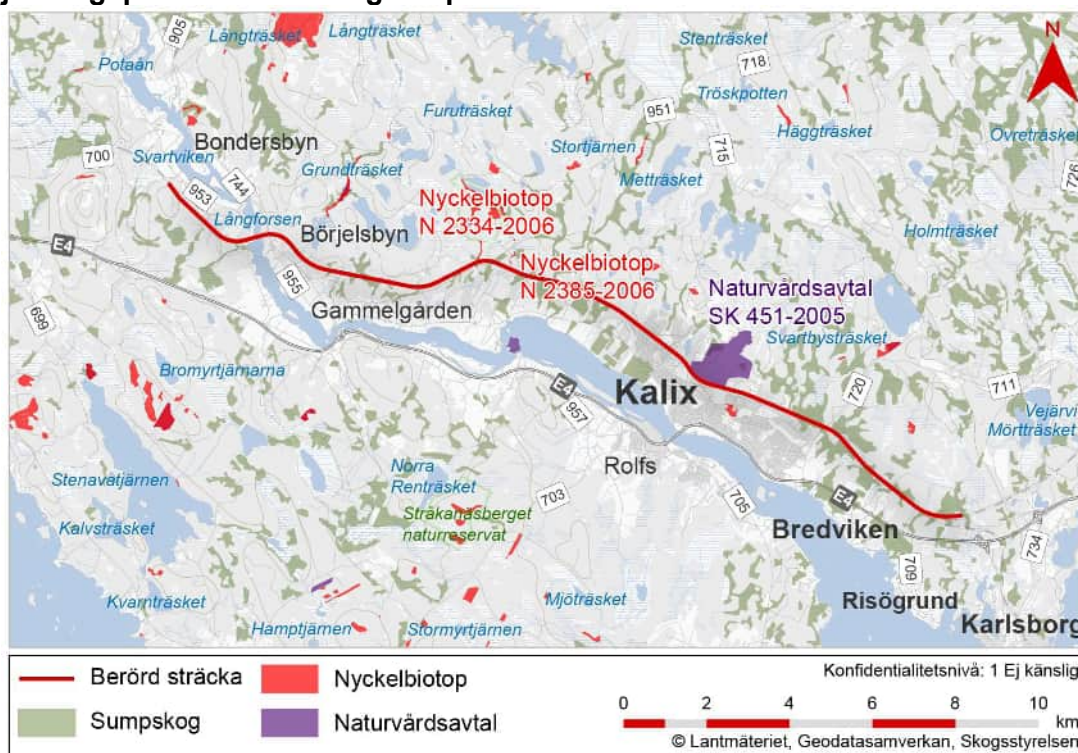 905
Långträsket
Långträsket
Stenträsket
N
Potaån
718
Tröskpotten
Furuträsket
951
Häggträsket
Övreträsket
Bondersbyn
Stortjärnen
715
700
Svartviken
Grundträsket
Metträsket
726
744
953
Nyckelbiotop
N 2334-2006
Långforsen
Börjelsbyn
Holmträsket
E4
Nyckelbiotop
N 2385-2006
955
Naturvårdsavtal
SK 451-2005
Gammelgården
699
Svartbysträsket
Bromyrtjärnarna
Kalix
720
711
E4
957
Vejärvi
Mörtträsket
Rolfs
Stenavatjärnen
Norra
Renträsket
703
705
E4
Stråkanäsberget
naturreservat
Kalvsträsket
Bredviken
734
709
Kvarnträsket
Mjöträsket
Risögrund
Hamptjärnen
Stormyrtjärnen
Karlsborg
Berörd sträcka
Nyckelbiotop
Konfidentialitetsnivå: 1 Ej känslig
0 2 4 6 8 10
km
Sumpskog
Naturvårdsavtal
© Lantmäteriet, Geodatasamverkan, Skogsstyrelsen